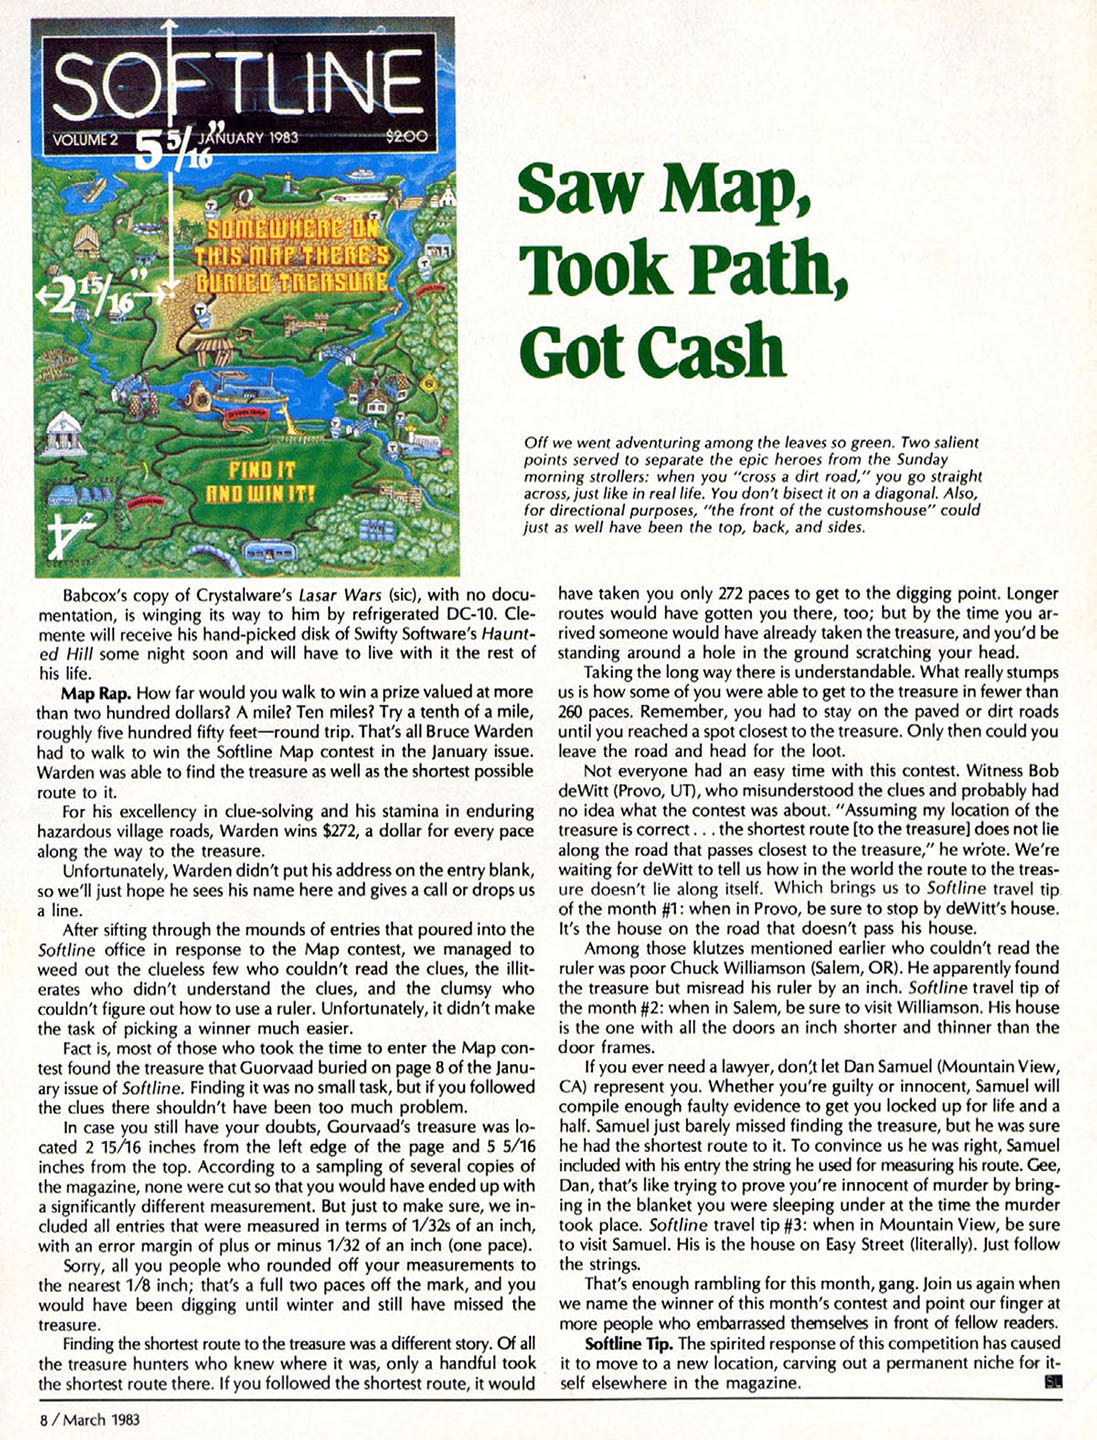 SOFTLINE
VOLUME 2 JANUARY 1983 $2.00
5 5/16"
SOMEWHERE ON
THIS MAP THERE'S
BURIED TREASURE
2 15/16"
FIND IT
AND WIN IT!
Saw Map,
Took Path,
Got Cash
Off we went adventuring among the leaves so green. Two salient
points served to separate the epic heroes from the Sunday
morning strollers: when you "cross a dirt road," you go straight
across, just like in real life. You don't bisect it on a diagonal. Also,
for directional purposes, "the front of the customshouse" could
just as well have been the top, back, and sides.
Babcox's copy of Crystalware's Lasar Wars (sic), with no docu-
mentation, is winging its way to him by refrigerated DC-10. Cle-
mente will receive his hand-picked disk of Swifty Software's Haunt-
ed Hill some night soon and will have to live with it the rest of
his life.
Map Rap. How far would you walk to win a prize valued at more
than two hundred dollars? A mile? Ten miles? Try a tenth of a mile,
roughly five hundred fifty feet—round trip. That's all Bruce Warden
had to walk to win the Softline Map contest in the January issue.
Warden was able to find the treasure as well as the shortest possible
route to it.
For his excellency in clue-solving and his stamina in enduring
hazardous village roads, Warden wins $272, a dollar for every pace
along the way to the treasure.
Unfortunately, Warden didn't put his address on the entry blank,
so we'll just hope he sees his name here and gives a call or drops us
a line.
After sifting through the mounds of entries that poured into the
Softline office in response to the Map contest, we managed to
weed out the clueless few who couldn't read the clues, the illit-
erates who didn't understand the clues, and the clumsy who
couldn't figure out how to use a ruler. Unfortunately, it didn't make
the task of picking a winner much easier.
Fact is, most of those who took the time to enter the Map con-
test found the treasure that Guorvaad buried on page 8 of the Janu-
ary issue of Softline. Finding it was no small task, but if you followed
the clues there shouldn't have been too much problem.
In case you still have your doubts, Gourvaad's treasure was lo-
cated 2 15/16 inches from the left edge of the page and 5 5/16
inches from the top. According to a sampling of several copies of
the magazine, none were cut so that you would have ended up with
a significantly different measurement. But just to make sure, we in-
cluded all entries that were measured in terms of 1/32s of an inch,
with an error margin of plus or minus 1/32 of an inch (one pace).
Sorry, all you people who rounded off your measurements to
the nearest 1/8 inch; that's a full two paces off the mark, and you
would have been digging until winter and still have missed the
treasure.
Finding the shortest route to the treasure was a different story. Of all
the treasure hunters who knew where it was, only a handful took
the shortest route there. If you followed the shortest route, it would
have taken you only 272 paces to get to the digging point. Longer
routes would have gotten you there, too; but by the time you ar-
rived someone would have already taken the treasure, and you'd be
standing around a hole in the ground scratching your head.
Taking the long way there is understandable. What really stumps
us is how some of you were able to get to the treasure in fewer than
260 paces. Remember, you had to stay on the paved or dirt roads
until you reached a spot closest to the treasure. Only then could you
leave the road and head for the loot.
Not everyone had an easy time with this contest. Witness Bob
deWitt (Provo, UT), who misunderstood the clues and probably had
no idea what the contest was about. "Assuming my location of the
treasure is correct . . . the shortest route [to the treasure] does not lie
along the road that passes closest to the treasure," he wrote. We're
waiting for deWitt to tell us how in the world the route to the treas-
ure doesn't lie along itself. Which brings us to Softline travel tip
of the month #1: when in Provo, be sure to stop by deWitt's house.
It's the house on the road that doesn't pass his house.
Among those klutzes mentioned earlier who couldn't read the
ruler was poor Chuck Williamson (Salem, OR). He apparently found
the treasure but misread his ruler by an inch. Softline travel tip of
the month #2: when in Salem, be sure to visit Williamson. His house
is the one with all the doors an inch shorter and thinner than the
door frames.
If you ever need a lawyer, don't let Dan Samuel (Mountain View,
CA) represent you. Whether you're guilty or innocent, Samuel will
compile enough faulty evidence to get you locked up for life and a
half. Samuel just barely missed finding the treasure, but he was sure
he had the shortest route to it. To convince us he was right, Samuel
included with his entry the string he used for measuring his route. Gee,
Dan, that's like trying to prove you're innocent of murder by bring-
ing in the blanket you were sleeping under at the time the murder
took place. Softline travel tip #3: when in Mountain View, be sure
to visit Samuel. His is the house on Easy Street (literally). Just follow
the strings.
That's enough rambling for this month, gang. Join us again when
we name the winner of this month's contest and point our finger at
more people who embarrassed themselves in front of fellow readers.
Softline Tip. The spirited response of this competition has caused
it to move to a new location, carving out a permanent niche for it-
self elsewhere in the magazine. SL
8 / March 1983